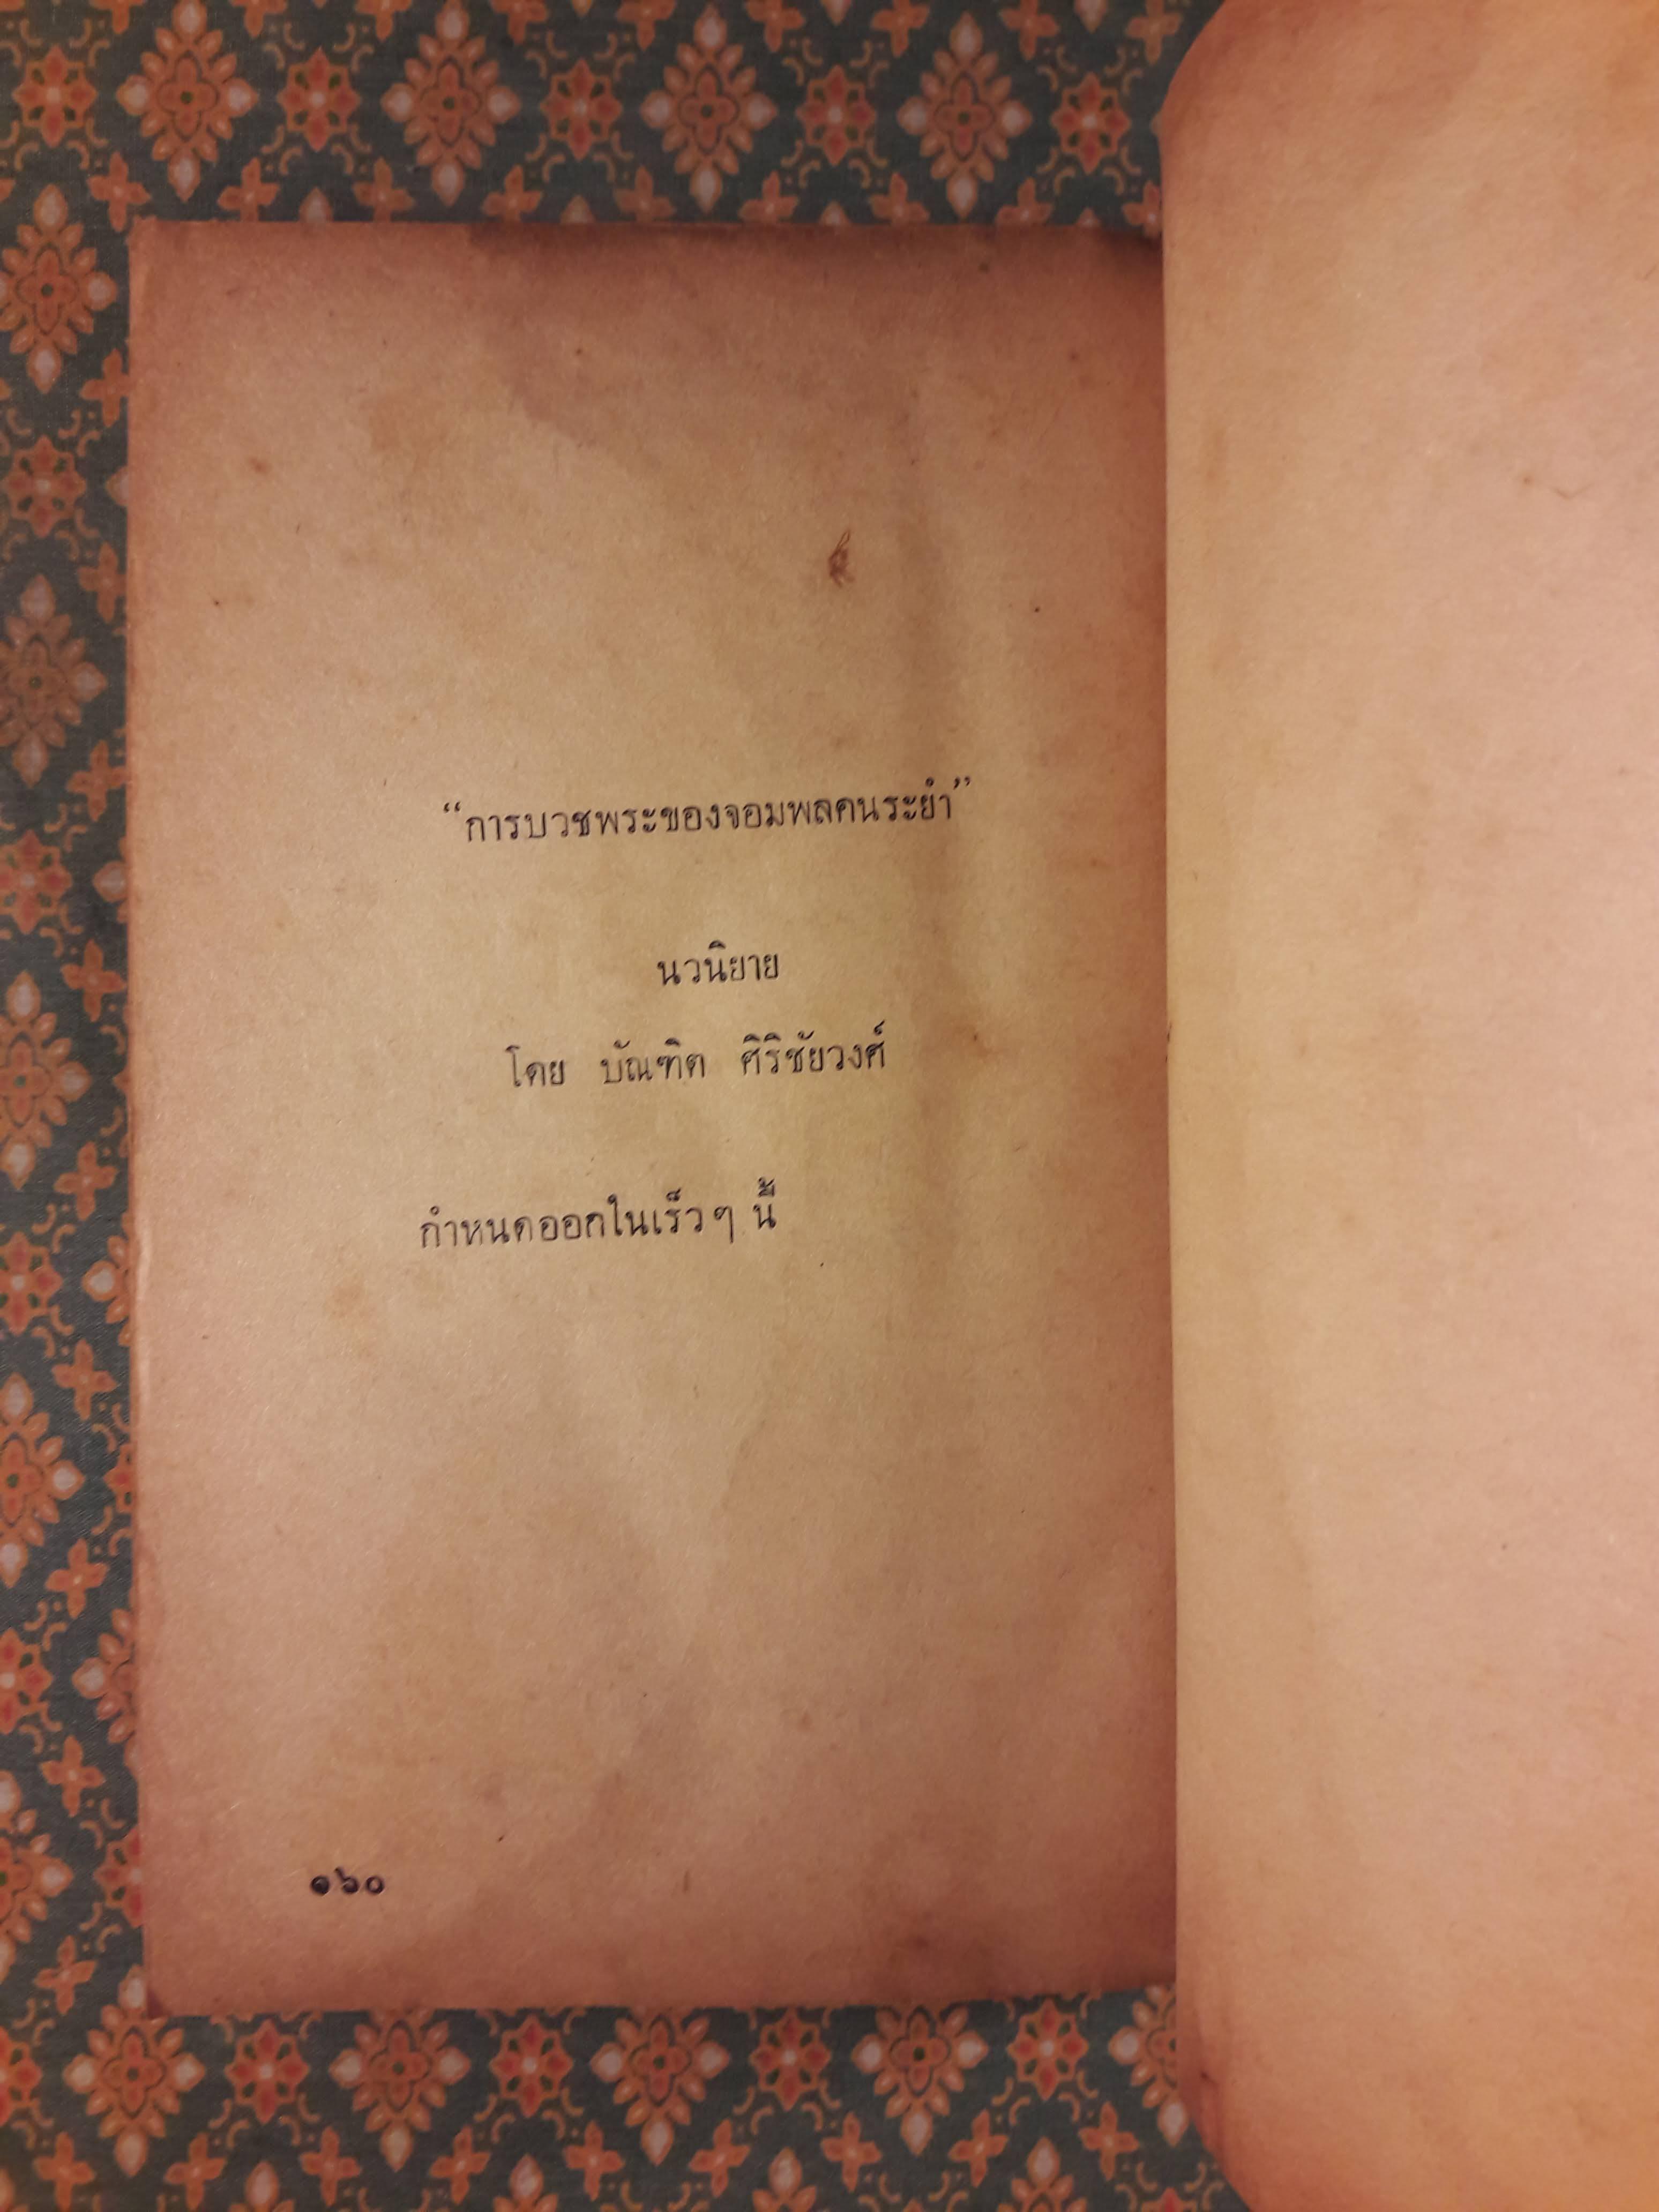 “การบวชพระของจอมพลคนระยำ”
นวนิยาย
โดย บัณฑิต ศิริชัยวงศ์
กำหนดออกในเร็วๆ นี้
๑๖๐